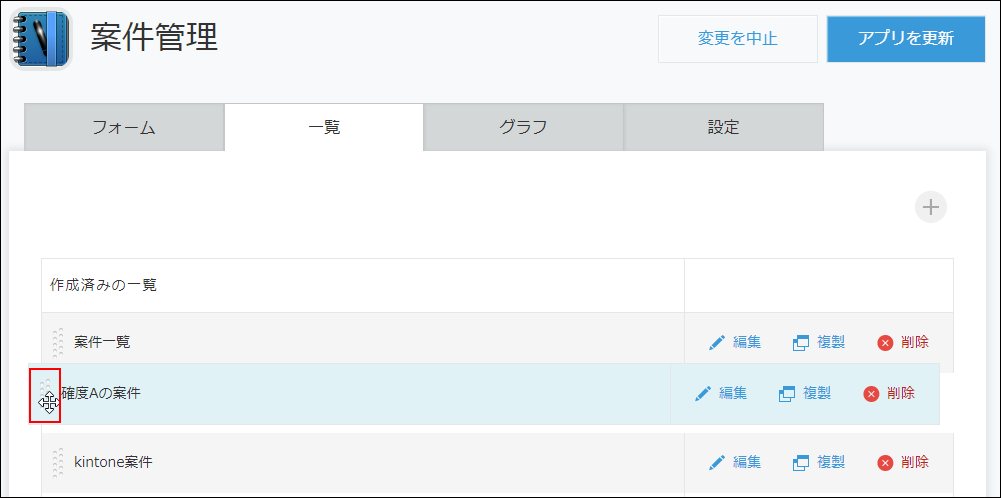 案件管理
変更を中止
アプリを更新
フォーム
一覧
グラフ
設定
作成済みの一覧
案件一覧 編集 複製 削除
確度Aの案件 編集 複製 削除
kintone案件 編集 複製 削除